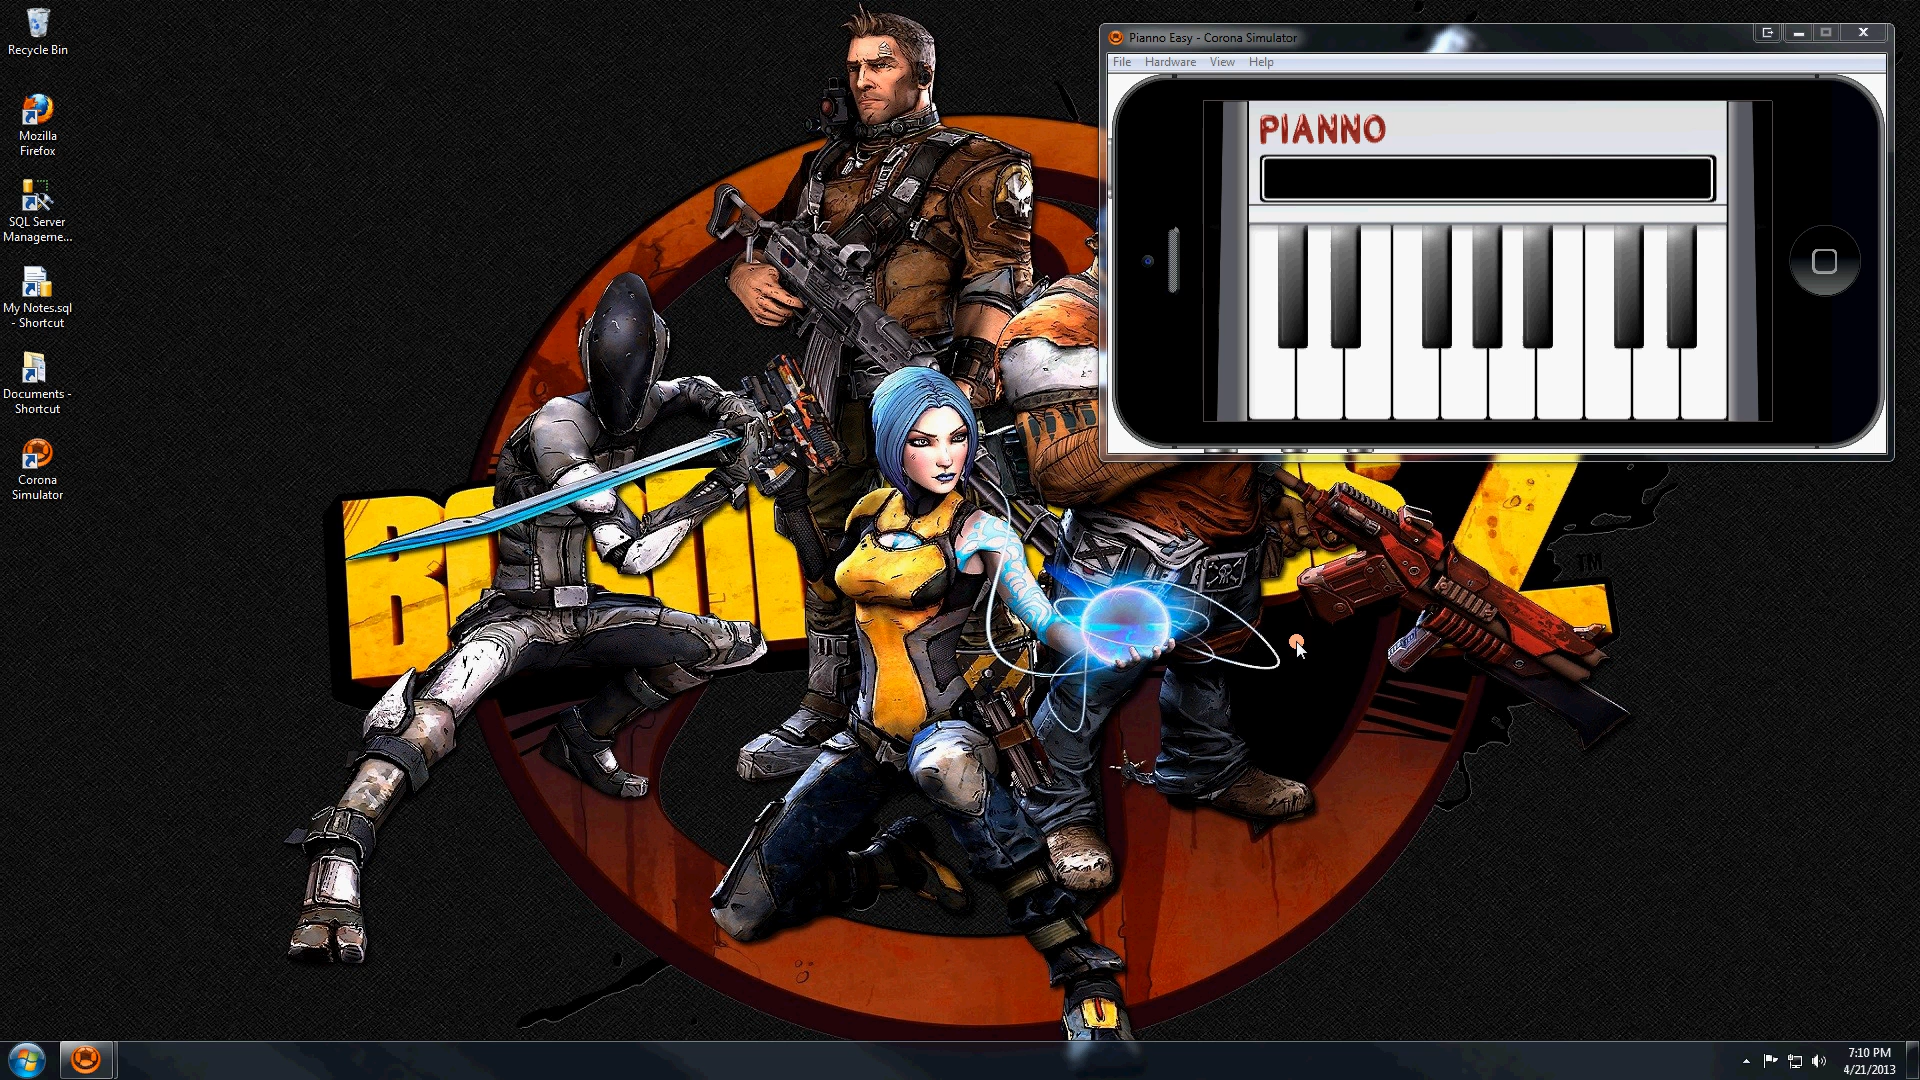 Recycle Bin
Mozilla
Firefox
SQL Server
Manageme...
My Notes.sql
- Shortcut
Documents -
Shortcut
Corona
Simulator
Pianno Easy - Corona Simulator
File Hardware View Help
PIANNO
TM
7:10 PM
4/21/2013